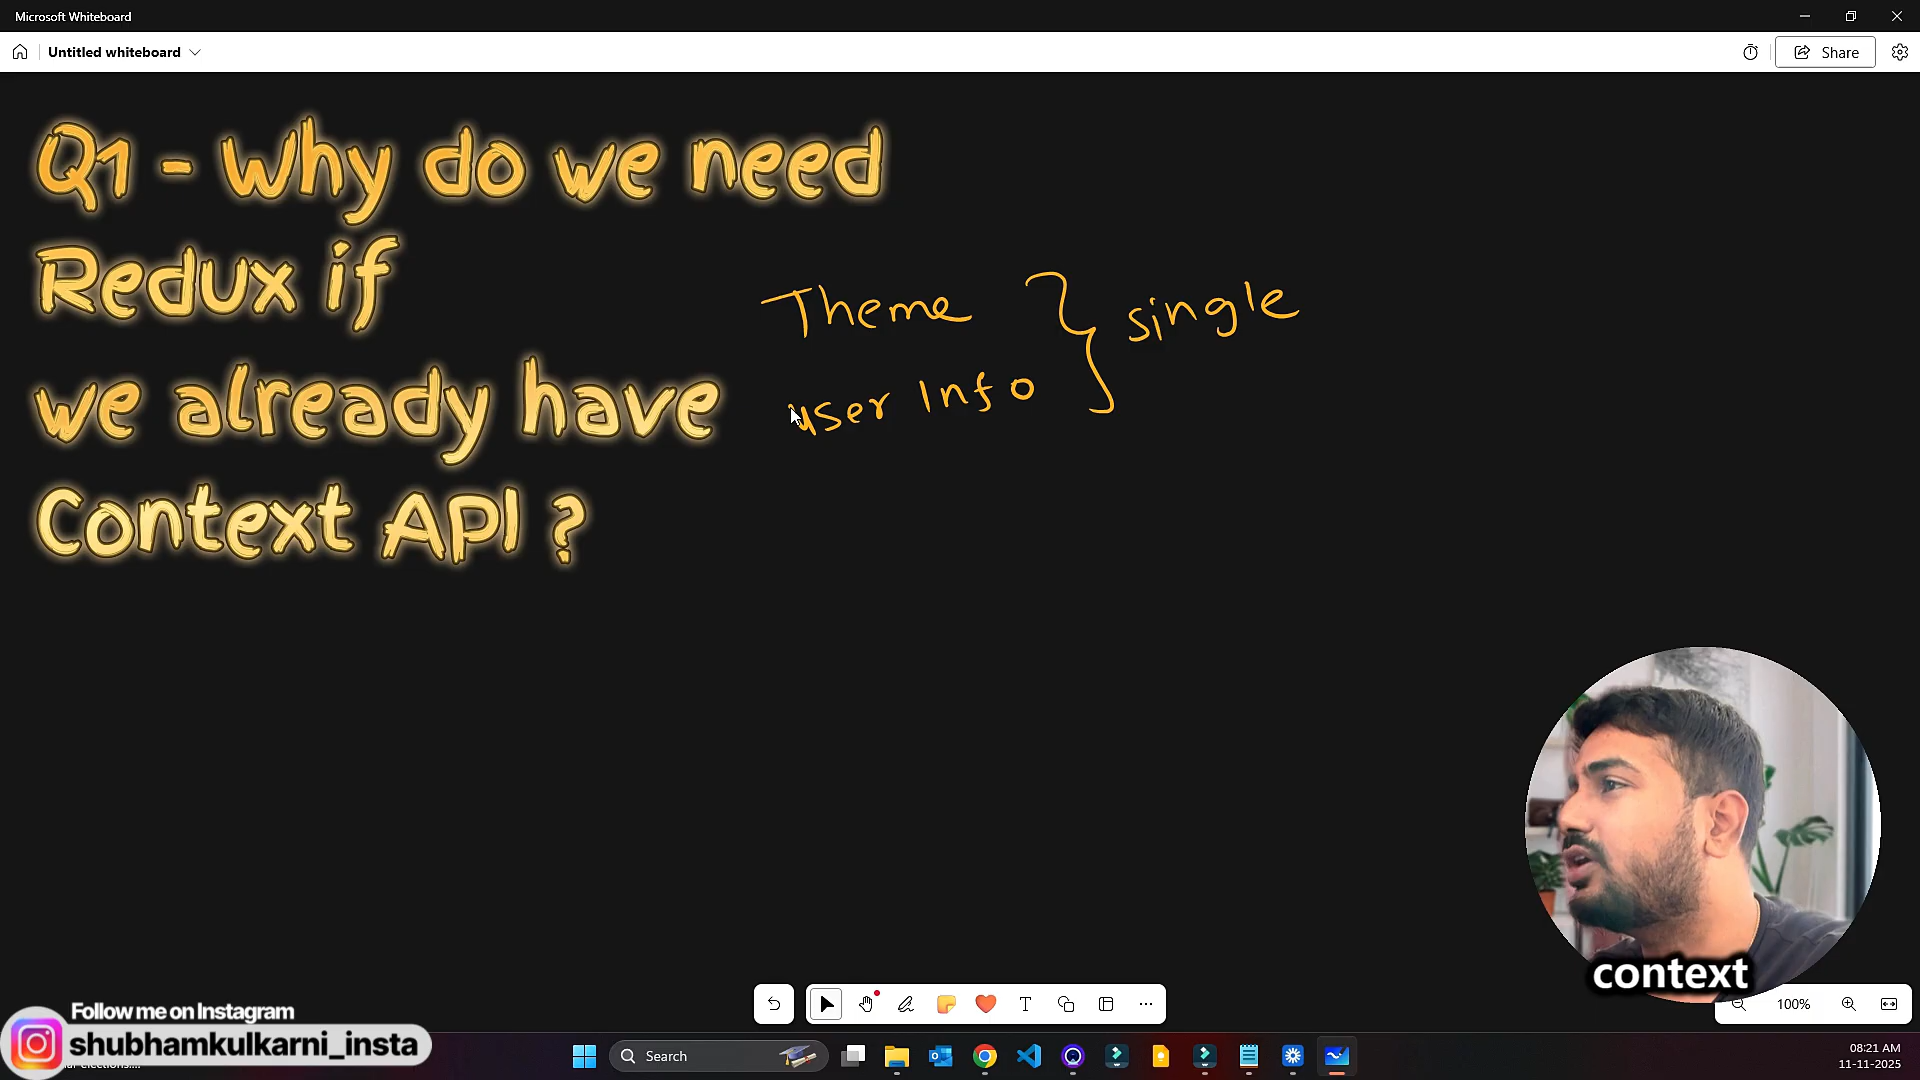 Microsoft Whiteboard
Untitled whiteboard
Share
Q1 - Why do we need
Redux if
we already have
Context API ?
Theme
user Info
single
context
100%
Follow me on Instagram
shubhamkulkarni_insta
Search
08:21 AM
11-11-2025